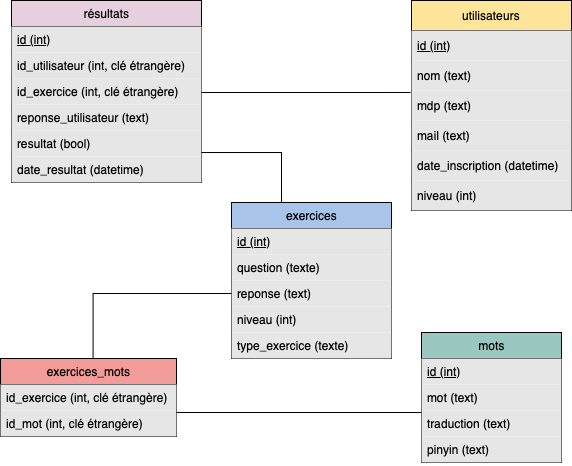 résultats
id (int)
id_utilisateur (int, clé étrangère)
id_exercice (int, clé étrangère)
reponse_utilisateur (text)
resultat (bool)
date_resultat (datetime)
utilisateurs
id (int)
nom (text)
mdp (text)
mail (text)
date_inscription (datetime)
niveau (int)
exercices
id (int)
question (texte)
reponse (text)
niveau (int)
type_exercice (texte)
exercices_mots
id_exercice (int, clé étrangère)
id_mot (int, clé étrangère)
mots
id (int)
mot (text)
traduction (text)
pinyin (text)